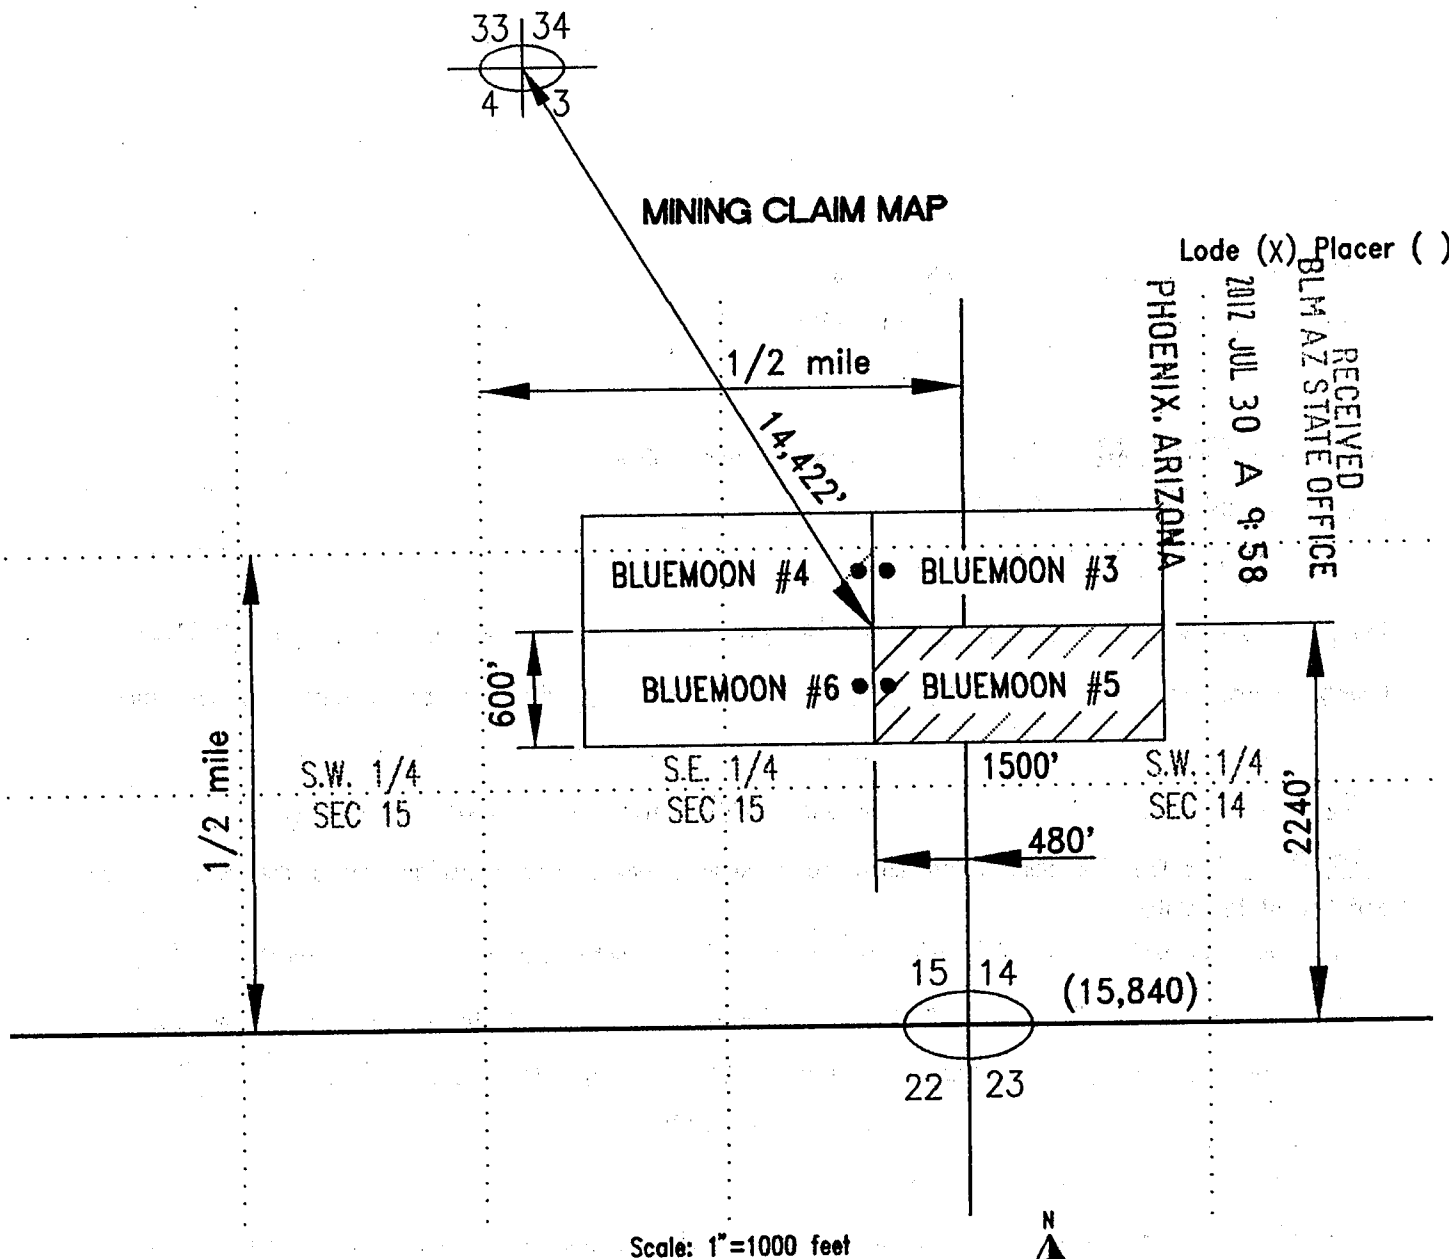 33 34
4 3
MINING CLAIM MAP
Lode (X) Placer ( )
RECEIVED
BLM AZ STATE OFFICE
2012 JUL 30 A 9:58
PHOENIX, ARIZONA
1/2 mile
14,422'
BLUEMOON #4
BLUEMOON #3
600'
BLUEMOON #6
BLUEMOON #5
1/2 mile
S.W. 1/4
SEC 15
S.E. 1/4
SEC 15
1500'
S.W. 1/4
SEC 14
2240'
480'
15 14
(15,840)
22 23
N
Scale: 1"=1000 feet